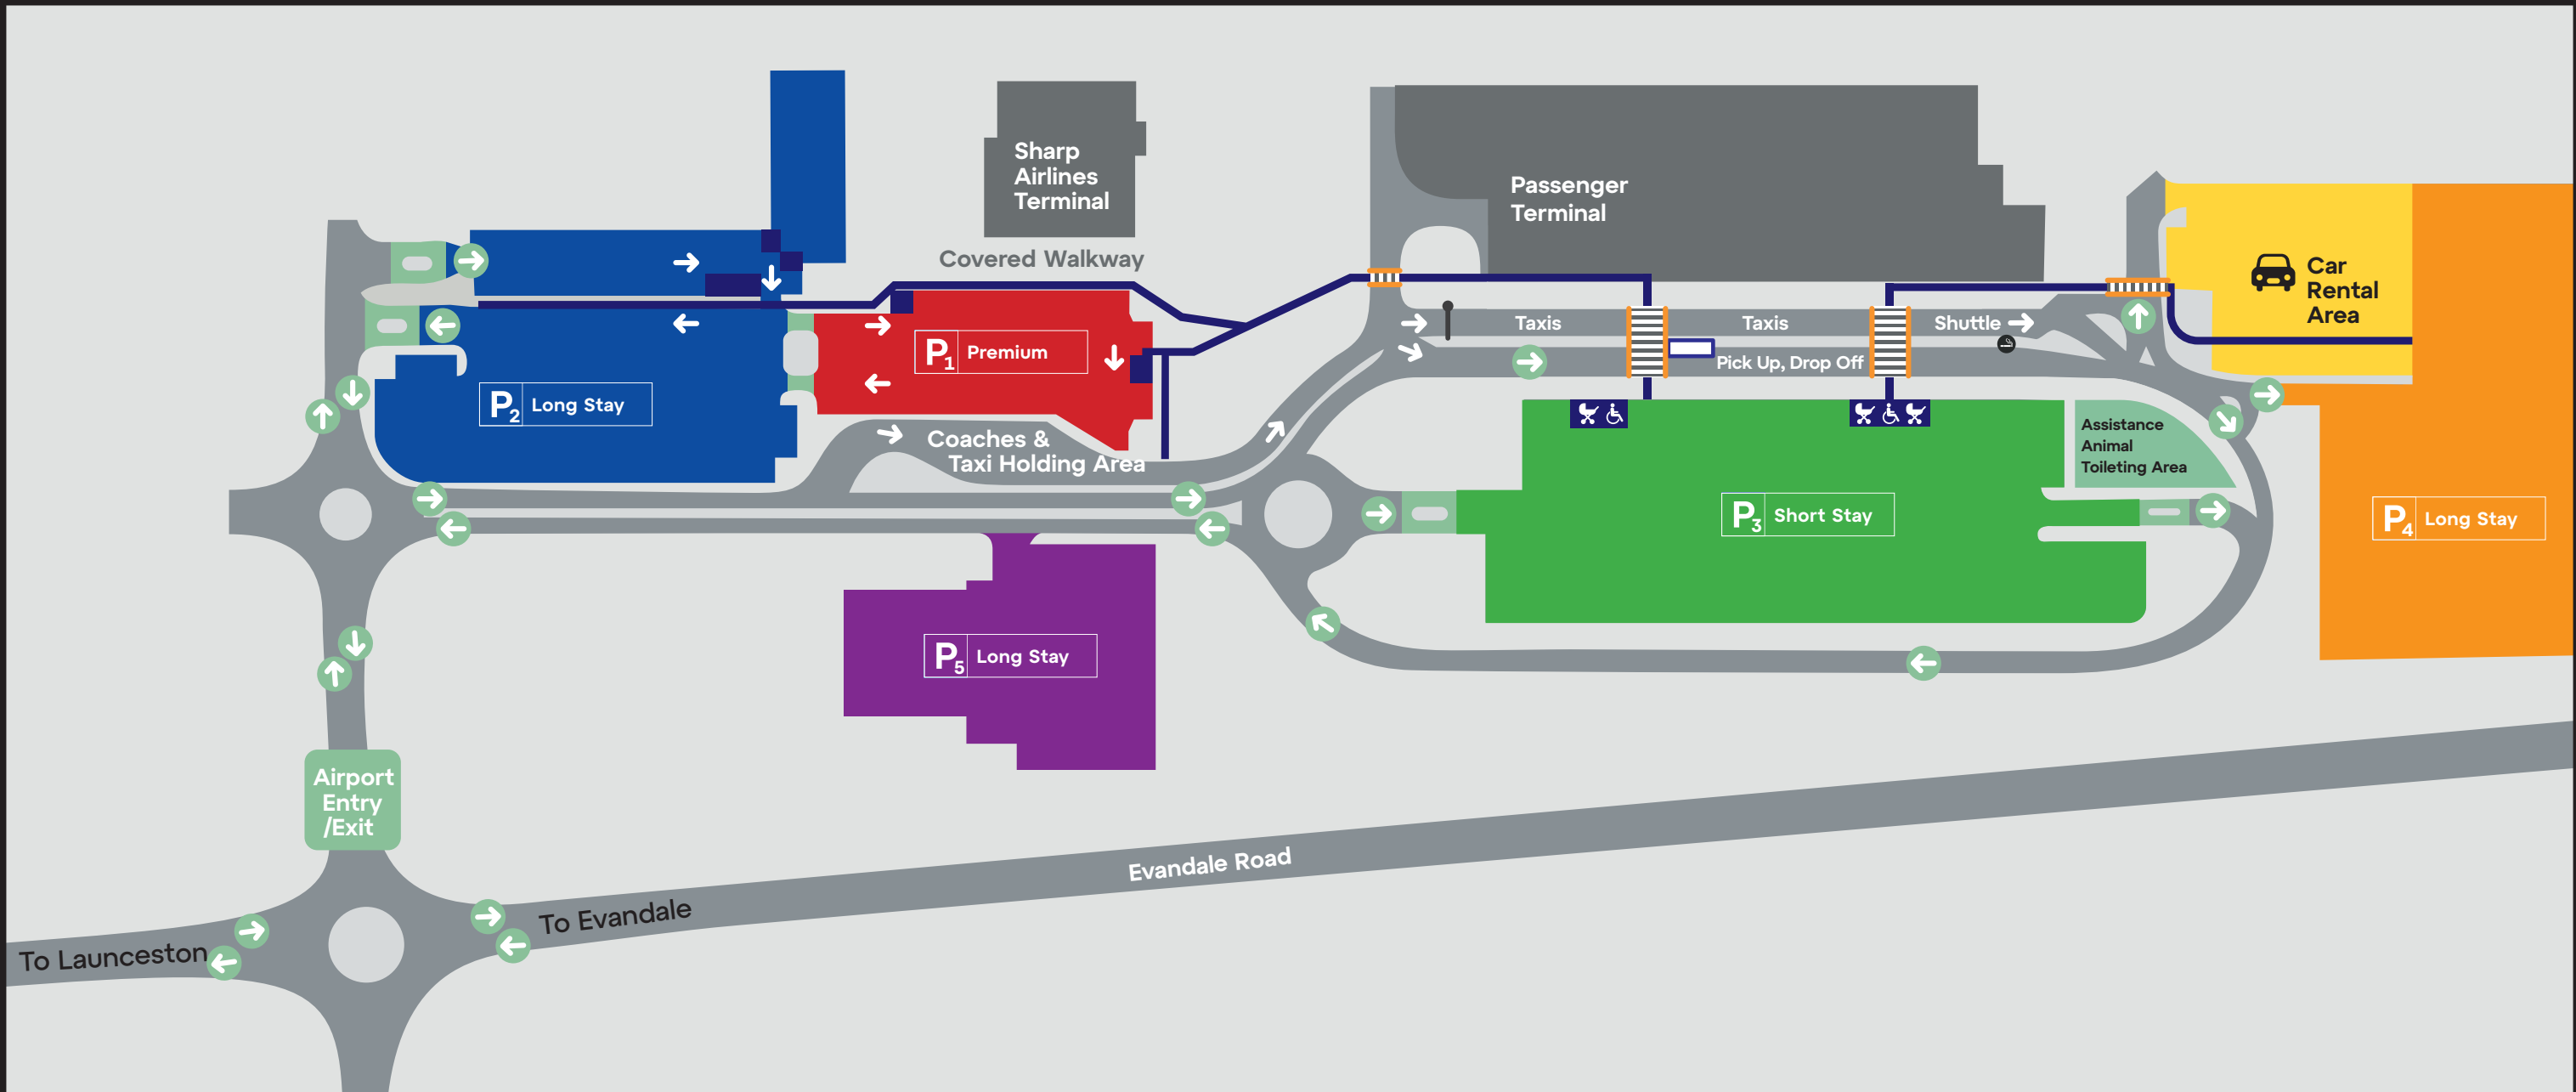 Sharp
Airlines
Terminal
Covered Walkway
Passenger
Terminal
Car
Rental
Area
Taxis
Taxis
Shuttle
Pick Up, Drop Off
P1 Premium
P2 Long Stay
Coaches &
Taxi Holding Area
Assistance
Animal
Toileting Area
P3 Short Stay
P4 Long Stay
P5 Long Stay
Airport
Entry
/Exit
Evandale Road
To Evandale
To Launceston